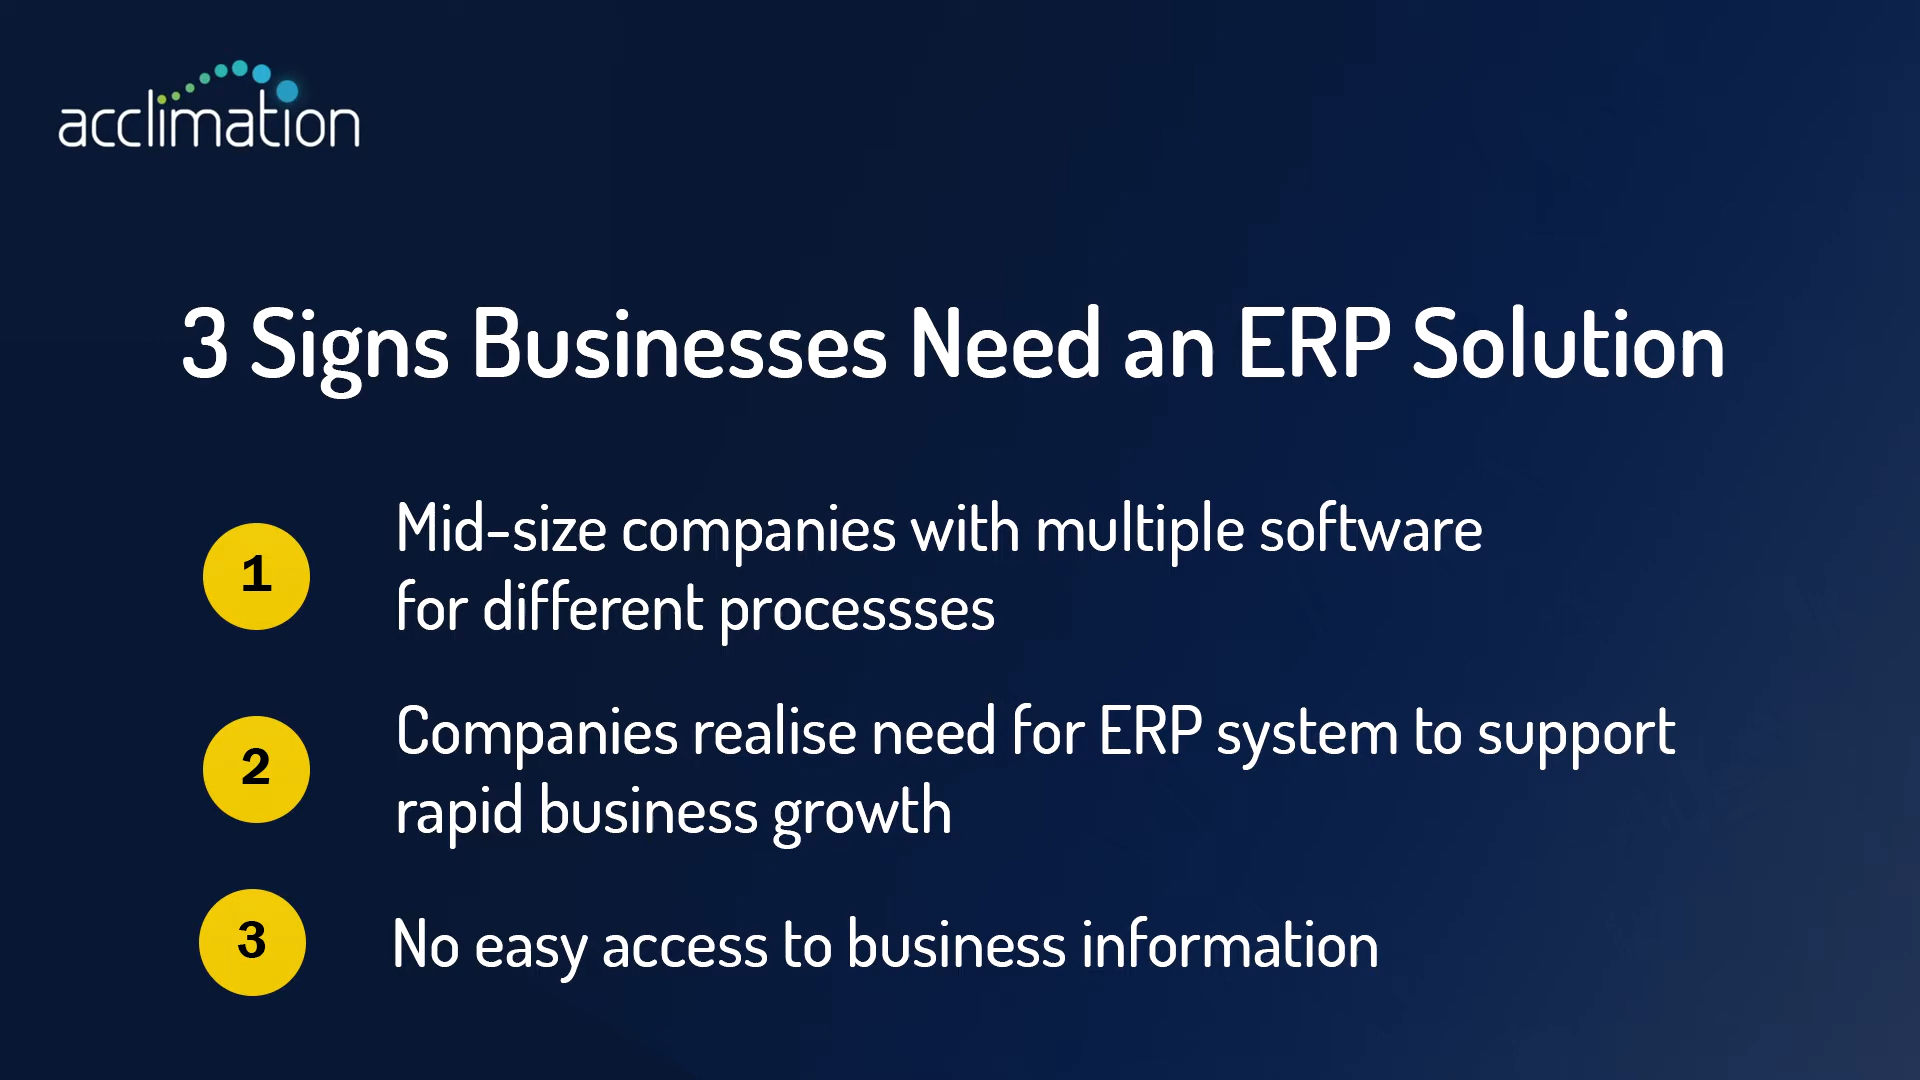 acclimation
3 Signs Businesses Need an ERP Solution
1
Mid-size companies with multiple software
for different processses
2
Companies realise need for ERP system to support
rapid business growth
3
No easy access to business information